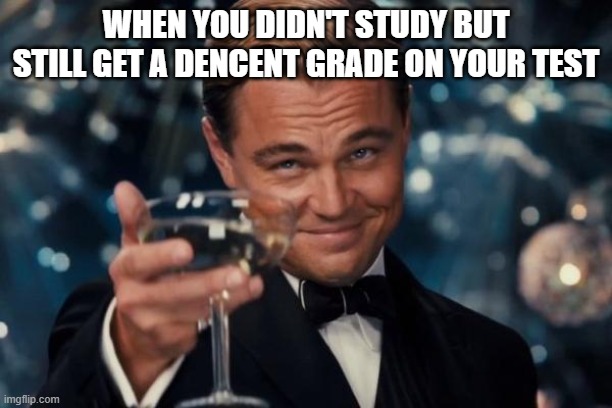 WHEN YOU DIDN'T STUDY BUT
STILL GET A DENCENT GRADE ON YOUR TEST
imgflip.com